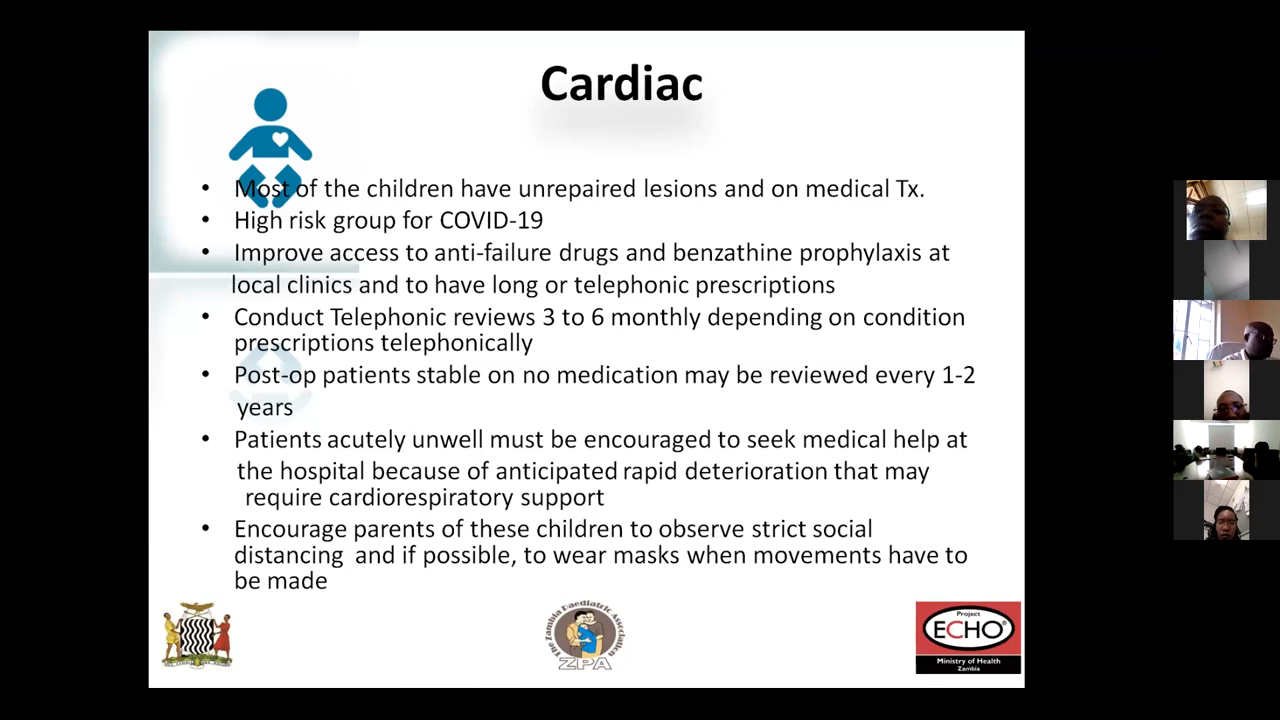 Cardiac
• Most of the children have unrepaired lesions and on medical Tx.
• High risk group for COVID-19
• Improve access to anti-failure drugs and benzathine prophylaxis at
local clinics and to have long or telephonic prescriptions
• Conduct Telephonic reviews 3 to 6 monthly depending on condition
prescriptions telephonically
• Post-op patients stable on no medication may be reviewed every 1-2
years
• Patients acutely unwell must be encouraged to seek medical help at
the hospital because of anticipated rapid deterioration that may
require cardiorespiratory support
• Encourage parents of these children to observe strict social
distancing and if possible, to wear masks when movements have to
be made
The Zambia Paediatric Association
ZPA
Project
ECHO®
Ministry of Health
Zambia